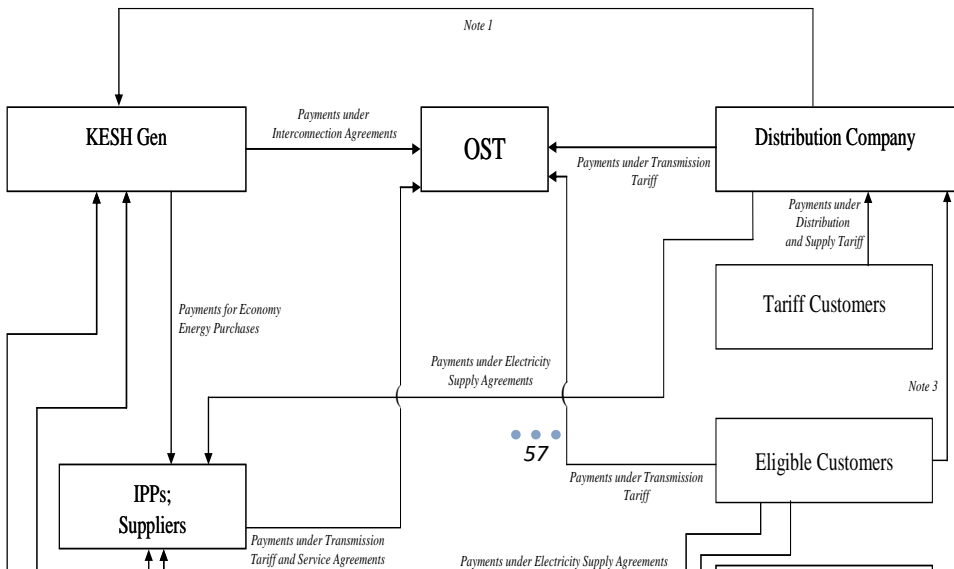 Note 1
KESH Gen
Payments under
Interconnection Agreements
OST
Distribution Company
Payments under Transmission
Tariff
Payments under
Distribution
and Supply Tariff
Tariff Customers
Payments for Economy
Energy Purchases
Payments under Electricity
Supply Agreements
Note 3
57
Eligible Customers
IPPs;
Suppliers
Payments under Transmission
Tariff
Payments under Transmission
Tariff and Service Agreements
Payments under Electricity Supply Agreements